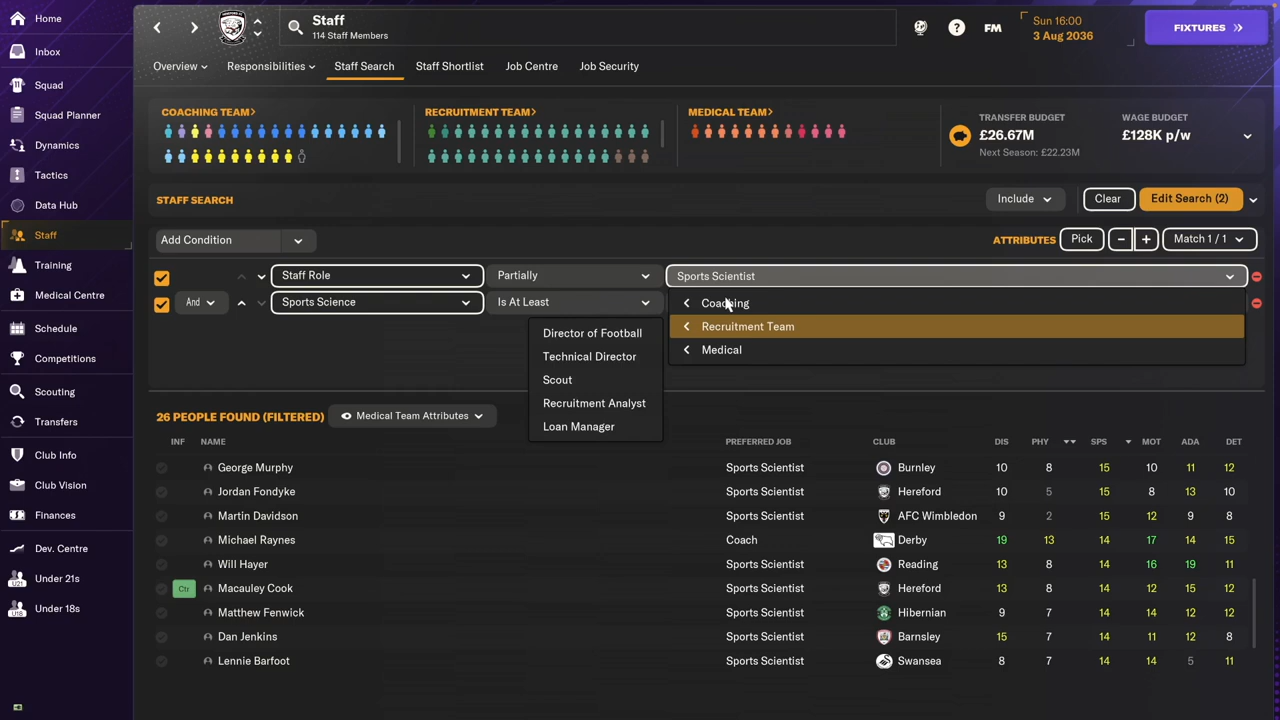 Home
Inbox
Squad
Squad Planner
Dynamics
Tactics
Data Hub
Staff
Training
Medical Centre
Schedule
Competitions
Scouting
Transfers
Club Info
Club Vision
Finances
Dev. Centre
U21
Under 21s
U18
Under 18s
Staff
114 Staff Members
?
FM
Sun 16:00
3 Aug 2036
FIXTURES
Overview
Responsibilities
Staff Search
Staff Shortlist
Job Centre
Job Security
COACHING TEAM>
RECRUITMENT TEAM>
MEDICAL TEAM>
TRANSFER BUDGET
£26.67M
Next Season: £22.23M
WAGE BUDGET
£128K p/w
STAFF SEARCH
Include
Clear
Edit Search (2)
Add Condition
ATTRIBUTES
Pick
Match 1 / 1
Staff Role
Partially
Sports Scientist
And
Sports Science
Is At Least
Coaching
Recruitment Team
Medical
Director of Football
Technical Director
Scout
Recruitment Analyst
Loan Manager
26 PEOPLE FOUND (FILTERED)
Medical Team Attributes
INF NAME PREFERRED JOB CLUB DIS PHY SPS MOT ADA DET
George Murphy Sports Scientist Burnley 10 8 15 10 11 12
Jordan Fondyke Sports Scientist Hereford 10 5 15 8 13 10
Martin Davidson Sports Scientist AFC Wimbledon 9 2 15 12 9 8
Michael Raynes Coach Derby 19 13 14 17 14 15
Will Hayer Sports Scientist Reading 13 8 14 16 19 11
Ctr Macauley Cook Sports Scientist Hereford 13 8 14 12 15 12
Matthew Fenwick Sports Scientist Hibernian 9 7 14 14 12 12
Dan Jenkins Sports Scientist Barnsley 15 7 14 11 12 8
Lennie Barfoot Sports Scientist Swansea 8 7 14 14 5 11